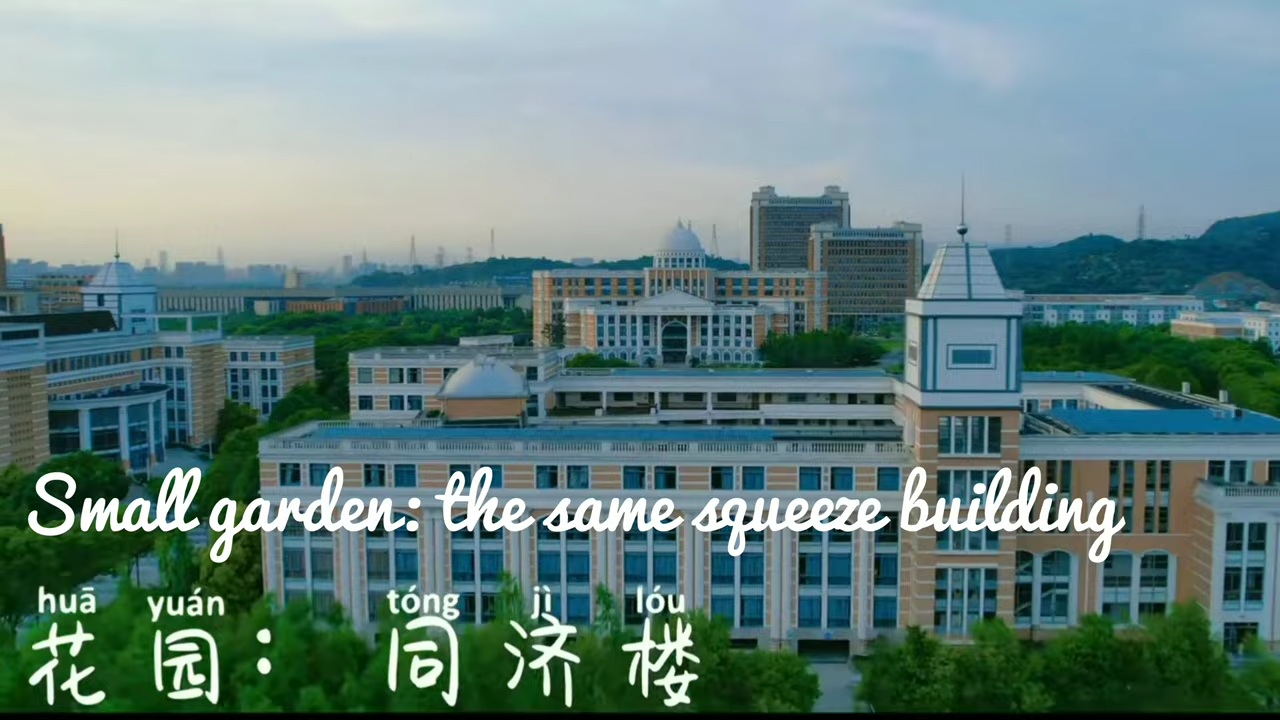 Small garden: the same squeeze building
huā yuán tóng jì lóu
花园：同济楼